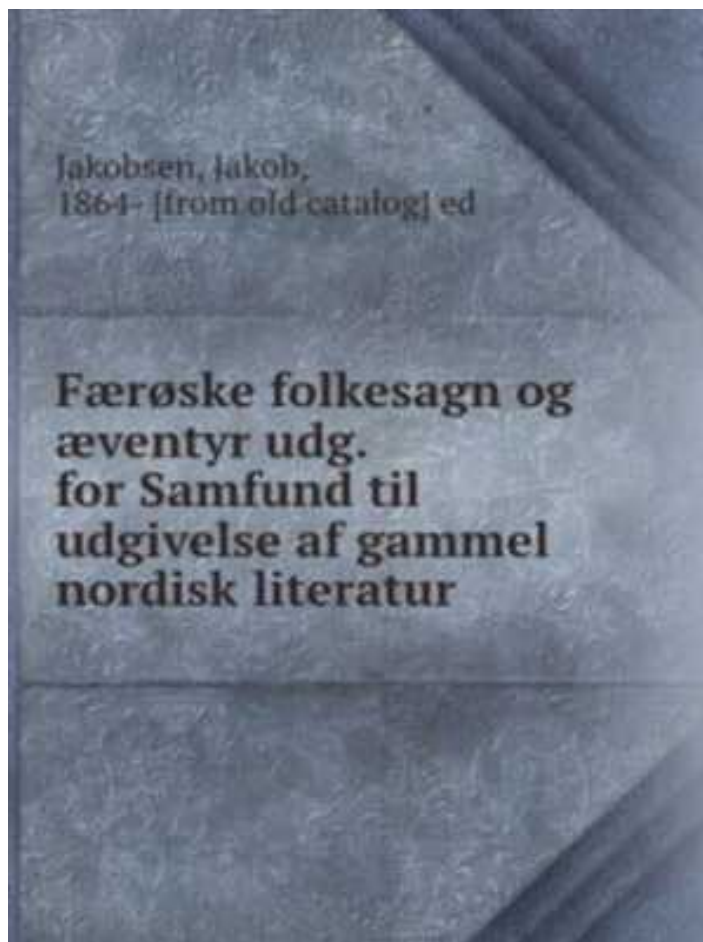 Jakobsen, Jakob,
1864- [from old catalog] ed
Færøske folkesagn og
æventyr udg.
for Samfund til
udgivelse af gammel
nordisk literatur